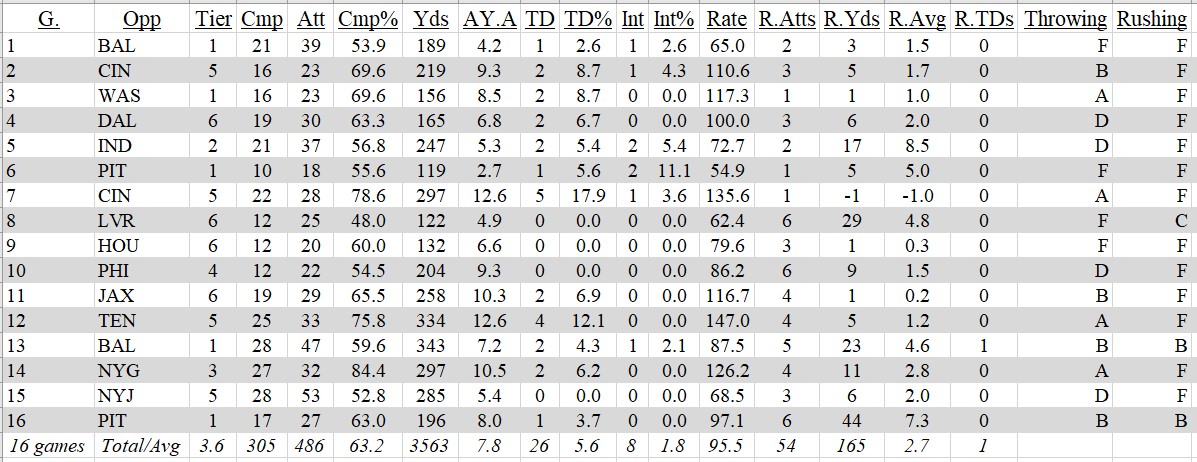 G. Opp Tier Cmp Att Cmp% Yds AY.A TD TD% Int Int% Rate R.Atts R.Yds R.Avg R.TDs Throwing Rushing
1 BAL 1 21 39 53.9 189 4.2 1 2.6 1 2.6 65.0 2 3 1.5 0 F F
2 CIN 5 16 23 69.6 219 9.3 2 8.7 1 4.3 110.6 3 5 1.7 0 B F
3 WAS 1 16 23 69.6 156 8.5 2 8.7 0 0.0 117.3 1 1 1.0 0 A F
4 DAL 6 19 30 63.3 165 6.8 2 6.7 0 0.0 100.0 3 6 2.0 0 D F
5 IND 2 21 37 56.8 247 5.3 2 5.4 2 5.4 72.7 2 17 8.5 0 D F
6 PIT 1 10 18 55.6 119 2.7 1 5.6 2 11.1 54.9 1 5 5.0 0 F F
7 CIN 5 22 28 78.6 297 12.6 5 17.9 1 3.6 135.6 1 -1 -1.0 0 A F
8 LVR 6 12 25 48.0 122 4.9 0 0.0 0 0.0 62.4 6 29 4.8 0 F C
9 HOU 6 12 20 60.0 132 6.6 0 0.0 0 0.0 79.6 3 1 0.3 0 F F
10 PHI 4 12 22 54.5 204 9.3 0 0.0 0 0.0 86.2 6 9 1.5 0 D F
11 JAX 6 19 29 65.5 258 10.3 2 6.9 0 0.0 116.7 4 1 0.2 0 B F
12 TEN 5 25 33 75.8 334 12.6 4 12.1 0 0.0 147.0 4 5 1.2 0 A F
13 BAL 1 28 47 59.6 343 7.2 2 4.3 1 2.1 87.5 5 23 4.6 1 B B
14 NYG 3 27 32 84.4 297 10.5 2 6.2 0 0.0 126.2 4 11 2.8 0 A F
15 NYJ 5 28 53 52.8 285 5.4 0 0.0 0 0.0 68.5 3 6 2.0 0 D F
16 PIT 1 17 27 63.0 196 8.0 1 3.7 0 0.0 97.1 6 44 7.3 0 B B
16 games Total/Avg 3.6 305 486 63.2 3563 7.8 26 5.6 8 1.8 95.5 54 165 2.7 1